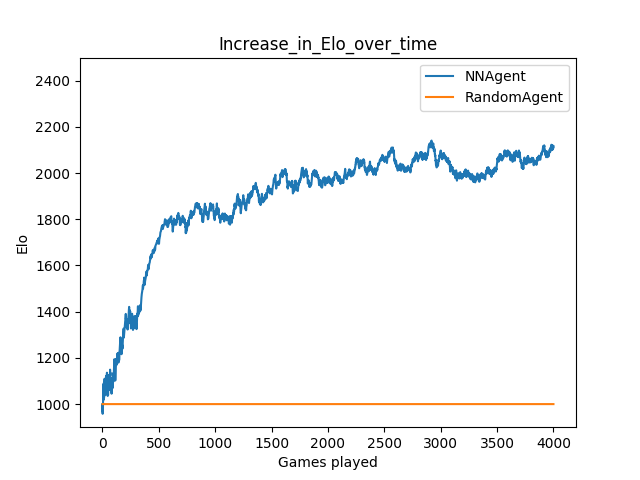 Increase_in_Elo_over_time
NNAgent
RandomAgent
2400
2200
2000
1800
1600
1400
1200
1000
Elo
0 500 1000 1500 2000 2500 3000 3500 4000
Games played